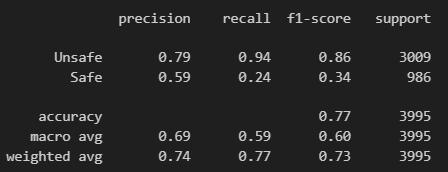 precision recall f1-score support
Unsafe 0.79 0.94 0.86 3009
Safe 0.59 0.24 0.34 986
accuracy 0.77 3995
macro avg 0.69 0.59 0.60 3995
weighted avg 0.74 0.77 0.73 3995